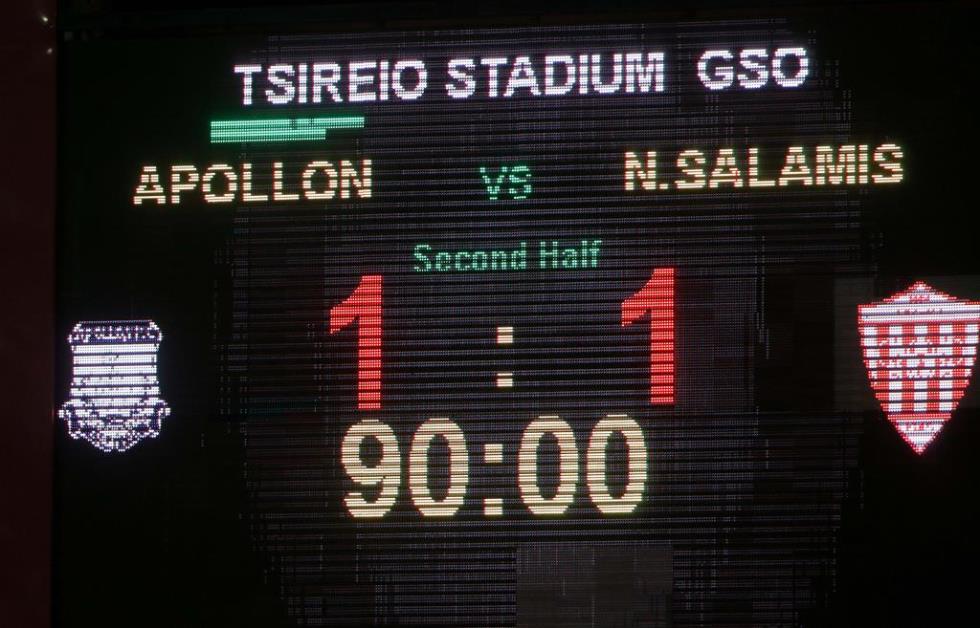 TSIREIO STADIUM GSO
APOLLON VS N.SALAMIS
Second Half
1 : 1
90:00